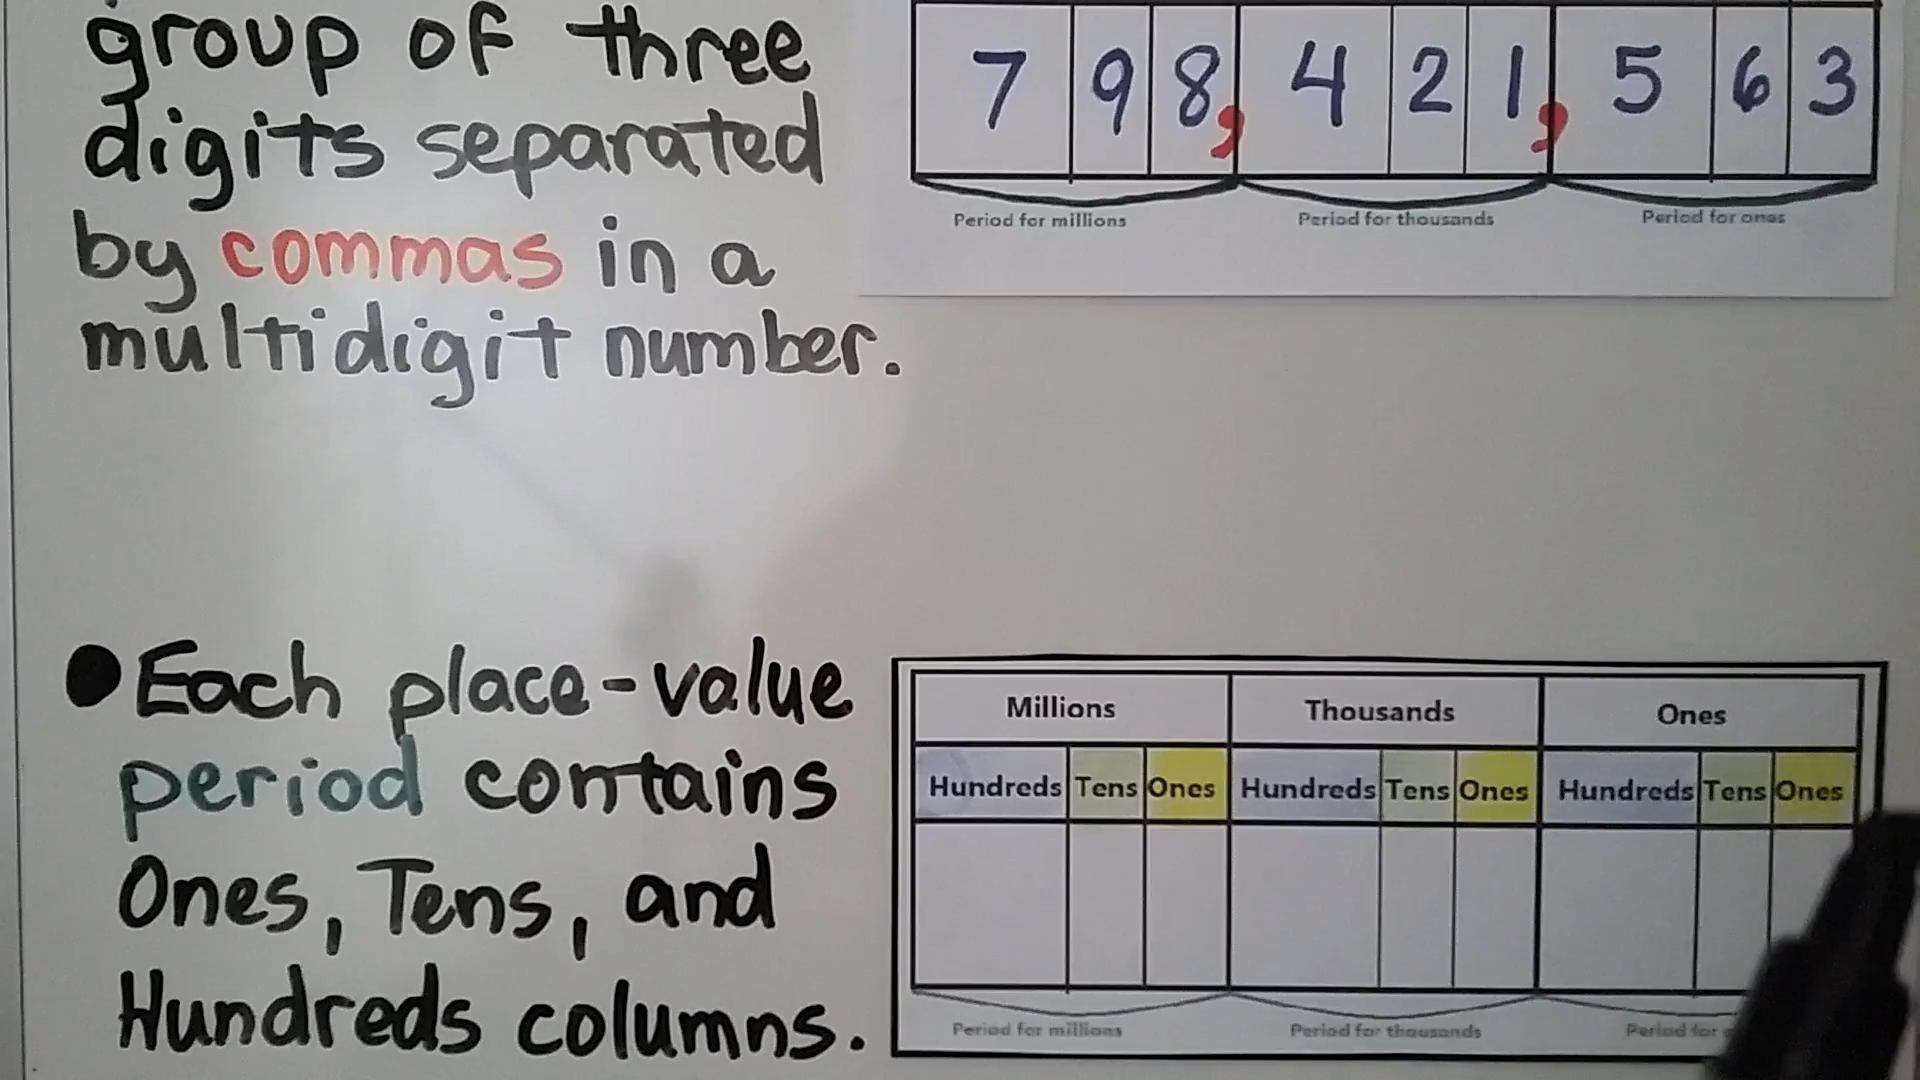 group of three
digits separated
by commas in a
multidigit number.
7 9 8, 4 2 1, 5 6 3
Period for millions Period for thousands Period for ones
● Each place-value
period contains
Ones, Tens, and
Hundreds columns.
Millions Thousands Ones
Hundreds Tens Ones Hundreds Tens Ones Hundreds Tens Ones
Period for millions Period for thousands Period for